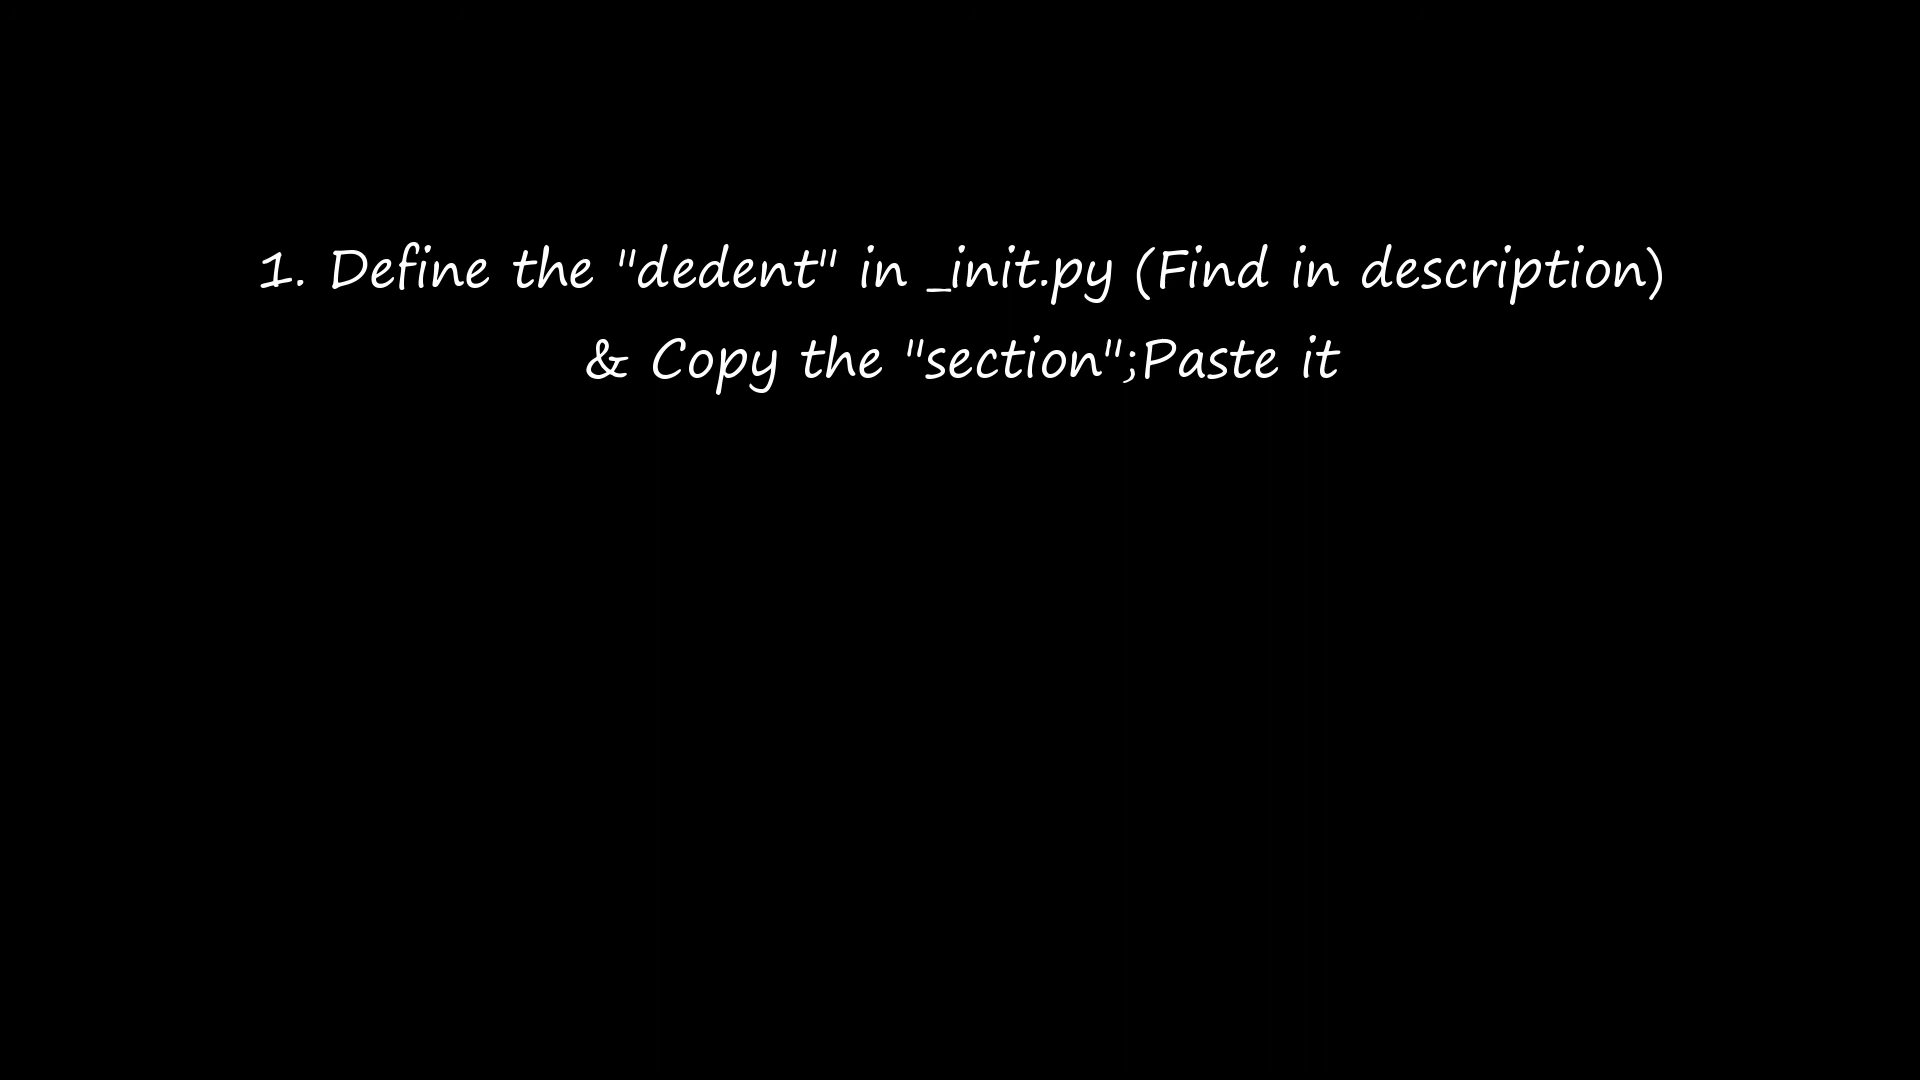 1. Define the "dedent" in _init.py (Find in description)
& Copy the "section";Paste it